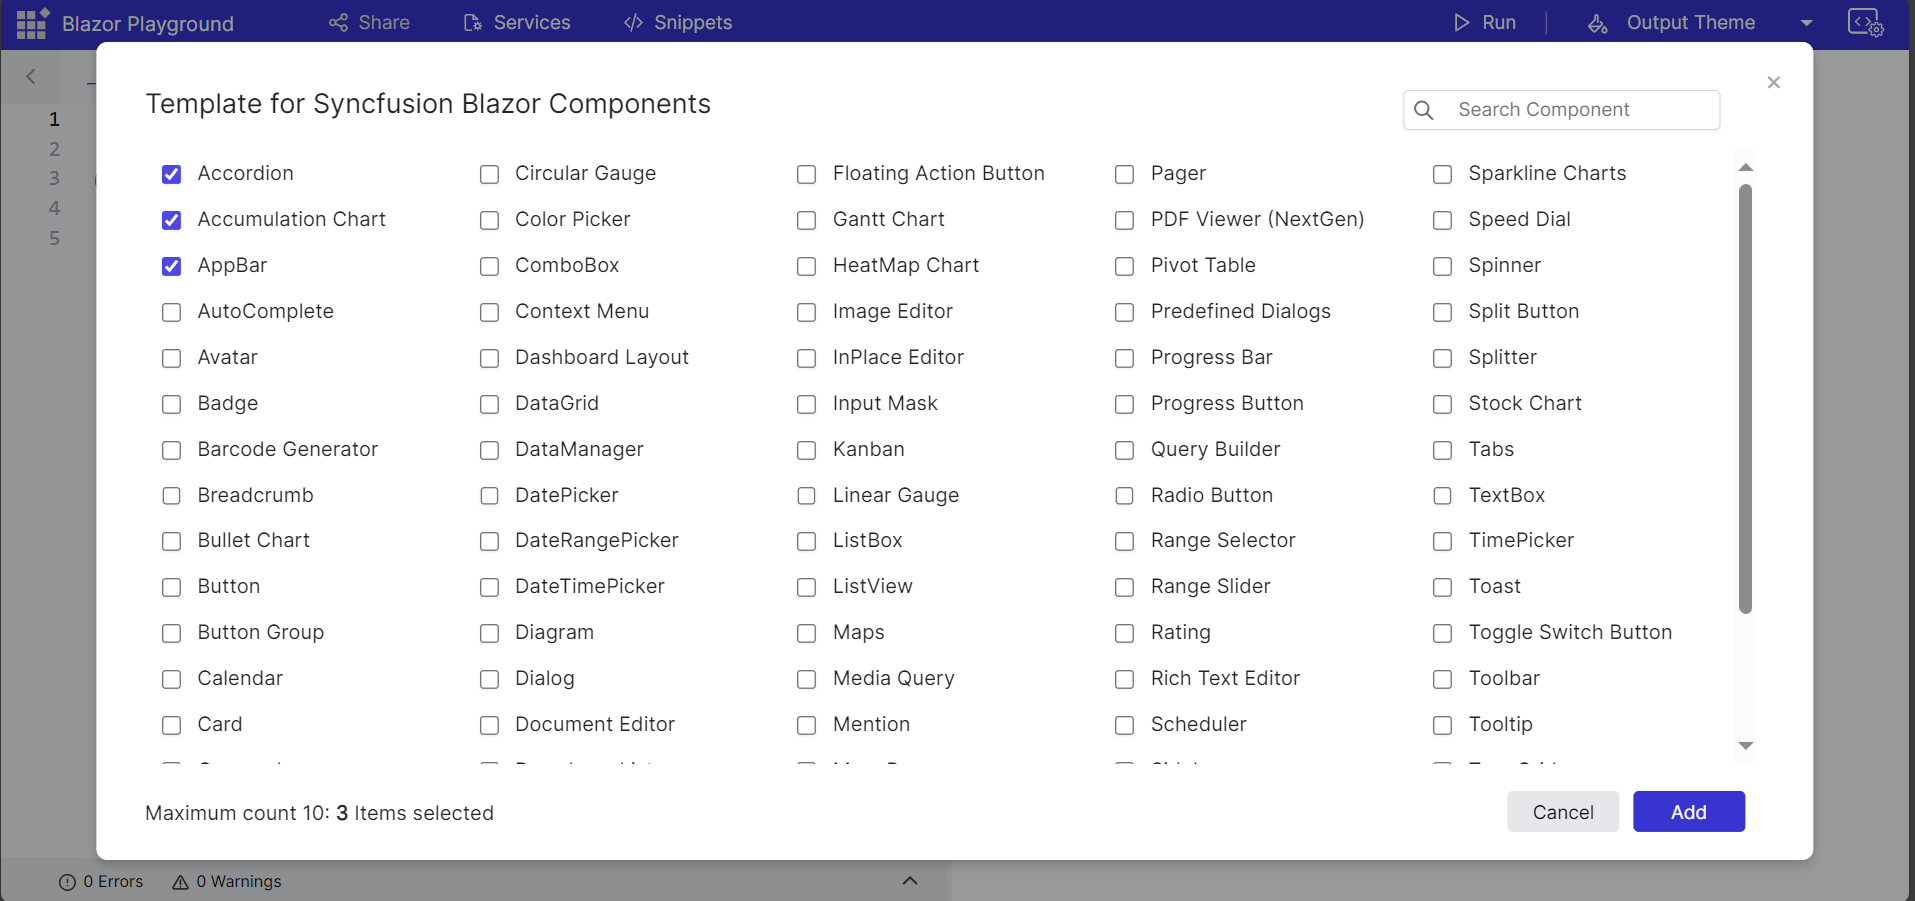 Blazor Playground
Share
Services
Snippets
Run
Output Theme
Template for Syncfusion Blazor Components
Search Component
1
2
3
4
5
Accordion
Accumulation Chart
AppBar
AutoComplete
Avatar
Badge
Barcode Generator
Breadcrumb
Bullet Chart
Button
Button Group
Calendar
Card
Circular Gauge
Color Picker
ComboBox
Context Menu
Dashboard Layout
DataGrid
DataManager
DatePicker
DateRangePicker
DateTimePicker
Diagram
Dialog
Document Editor
Floating Action Button
Gantt Chart
HeatMap Chart
Image Editor
InPlace Editor
Input Mask
Kanban
Linear Gauge
ListBox
ListView
Maps
Media Query
Mention
Pager
PDF Viewer (NextGen)
Pivot Table
Predefined Dialogs
Progress Bar
Progress Button
Query Builder
Radio Button
Range Selector
Range Slider
Rating
Rich Text Editor
Scheduler
Sparkline Charts
Speed Dial
Spinner
Split Button
Splitter
Stock Chart
Tabs
TextBox
TimePicker
Toast
Toggle Switch Button
Toolbar
Tooltip
Maximum count 10: 3 Items selected
Cancel
Add
0 Errors
0 Warnings